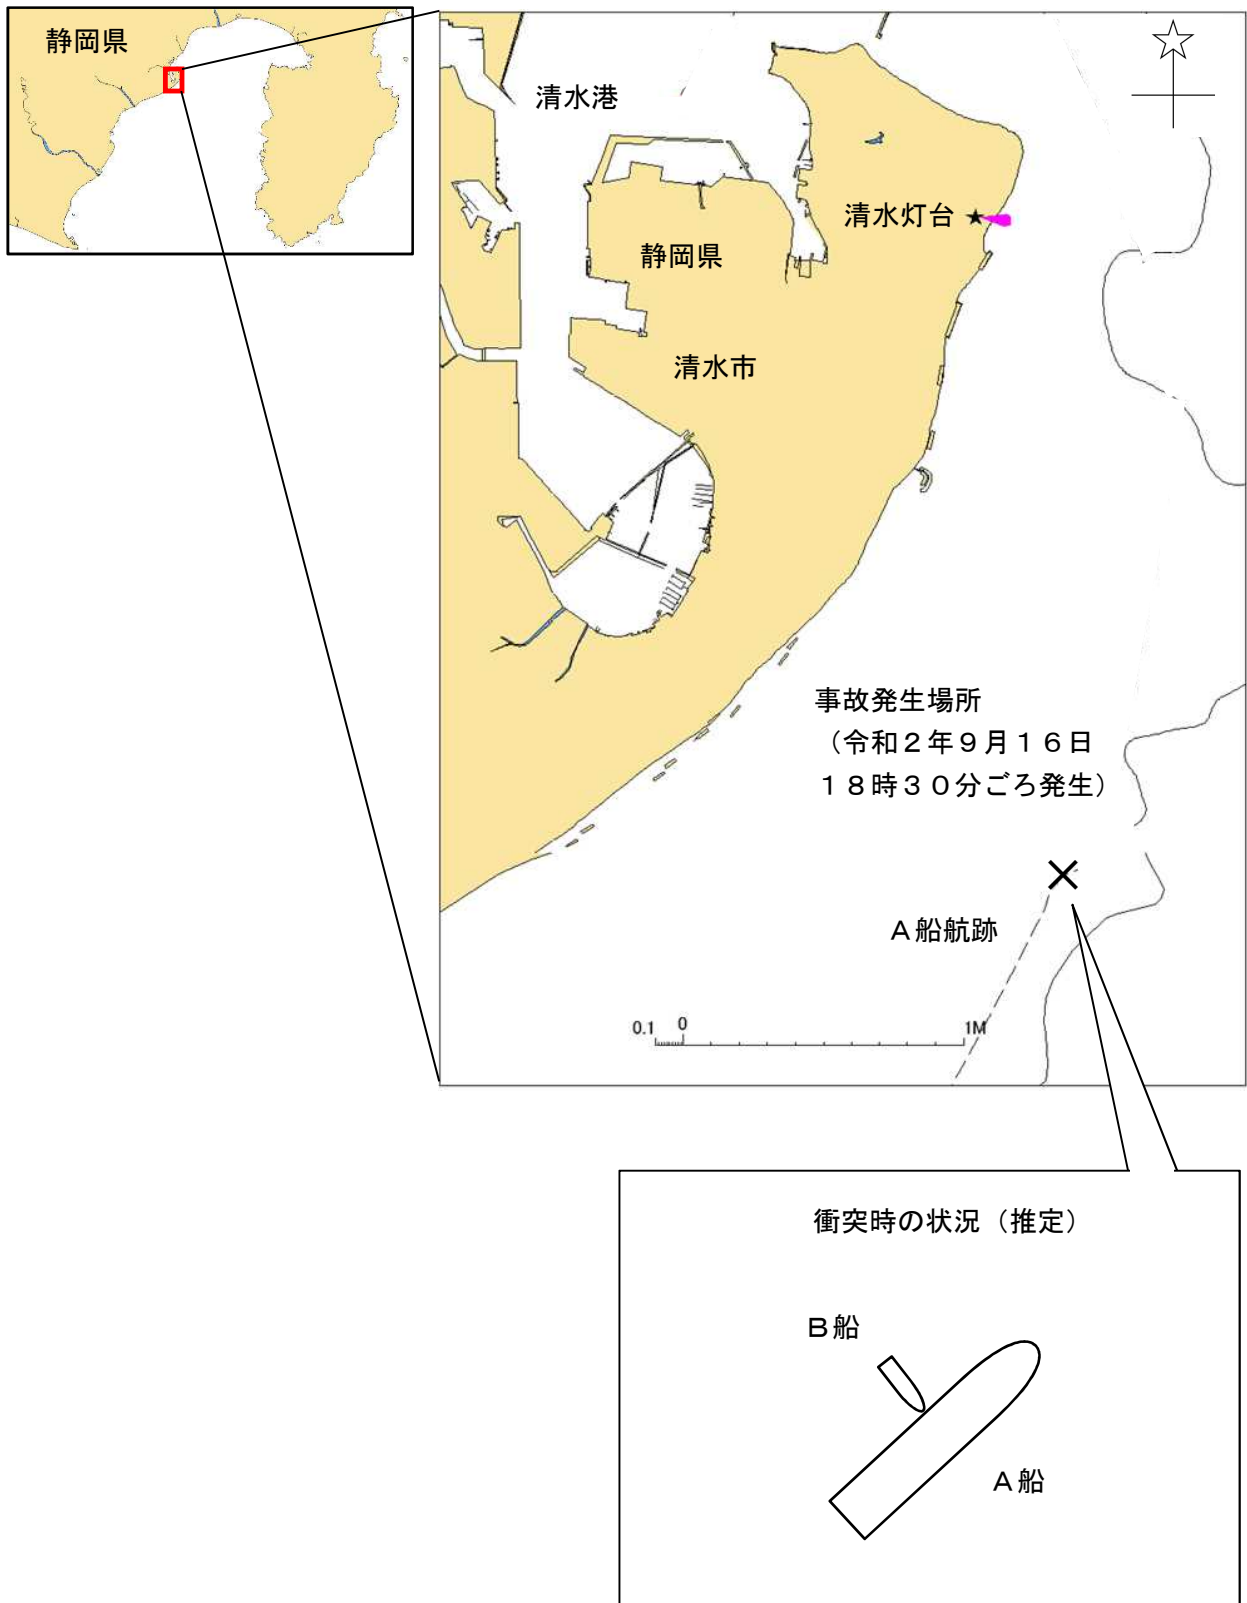 静岡県
清水港
清水灯台
静岡県
清水市
事故発生場所
（令和２年９月１６日
１８時３０分ごろ発生）
Ａ船航跡
0.1 0 1M
衝突時の状況（推定）
Ｂ船
Ａ船